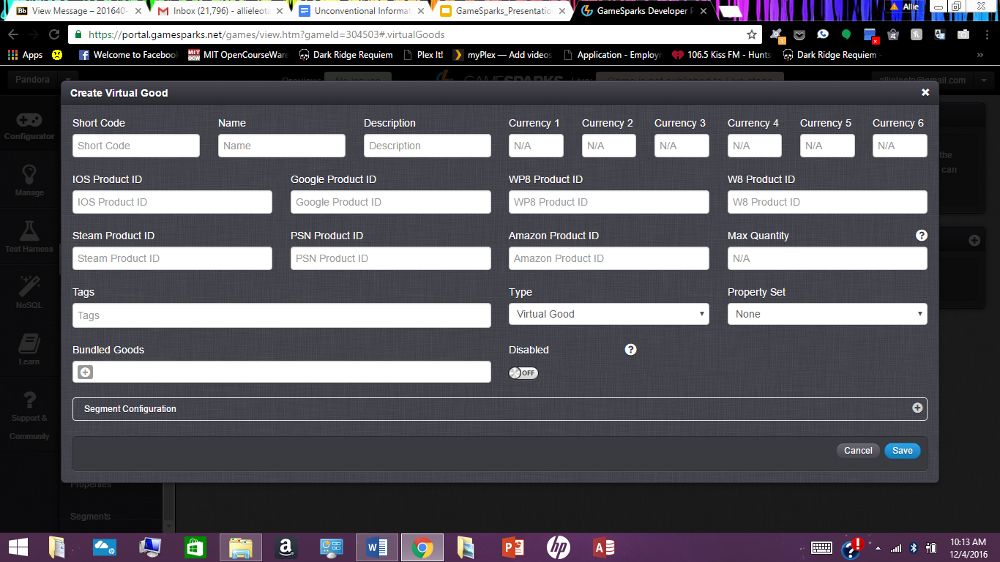 View Message – 201640- Inbox (21,796) - allieleota Unconventional Informat GameSparks_Presentatio GameSparks Developer P Allie
https://portal.gamesparks.net/games/view.htm?gameId=304503#.virtualGoods
Apps Welcome to Facebook MIT OpenCourseWare Dark Ridge Requiem Plex It! myPlex — Add videos Application - Employm 106.5 Kiss FM - Hunts Dark Ridge Requiem -
Pandora GAMESPARKS
Create Virtual Good
Short Code Name Description Currency 1 Currency 2 Currency 3 Currency 4 Currency 5 Currency 6
Short Code Name Description N/A N/A N/A N/A N/A N/A
Configurator
the
can
IOS Product ID Google Product ID WP8 Product ID W8 Product ID
Manage
IOS Product ID Google Product ID WP8 Product ID W8 Product ID
Steam Product ID PSN Product ID Amazon Product ID Max Quantity ?
Test Harness
Steam Product ID PSN Product ID Amazon Product ID N/A
Tags Type Property Set
NoSQL
Tags Virtual Good None
Bundled Goods Disabled ?
Learn
OFF
Segment Configuration
Support &
Community
Cancel Save
Properties
Segments
10:13 AM
12/4/2016